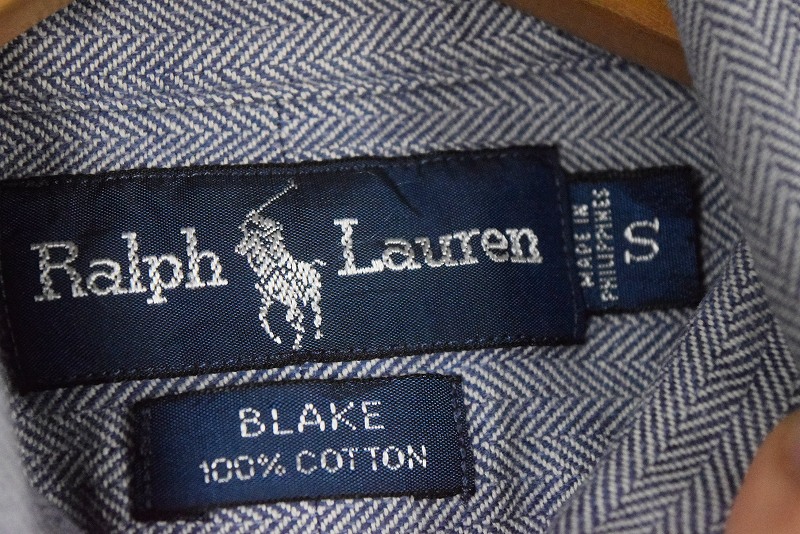 Ralph Lauren
MADE IN
PHILIPPINES
S
BLAKE
100% COTTON